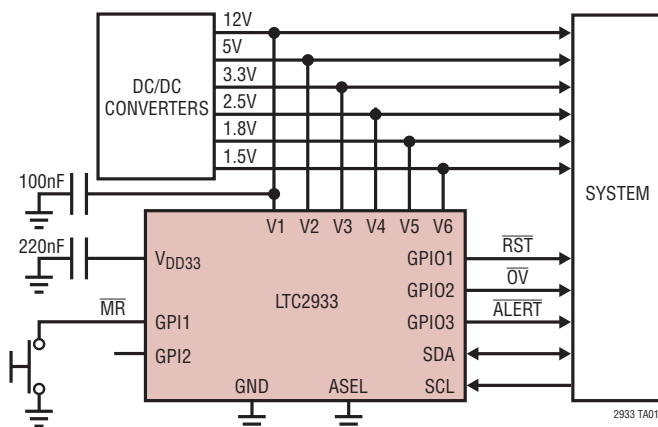 12V
5V
3.3V
2.5V
1.8V
1.5V
DC/DC
CONVERTERS
SYSTEM
100nF
220nF
V1 V2 V3 V4 V5 V6
VDD33
GPI1
GPI2
MR
LTC2933
GPIO1
GPIO2
GPIO3
SDA
SCL
GND
ASEL
RST
OV
ALERT
2933 TA01